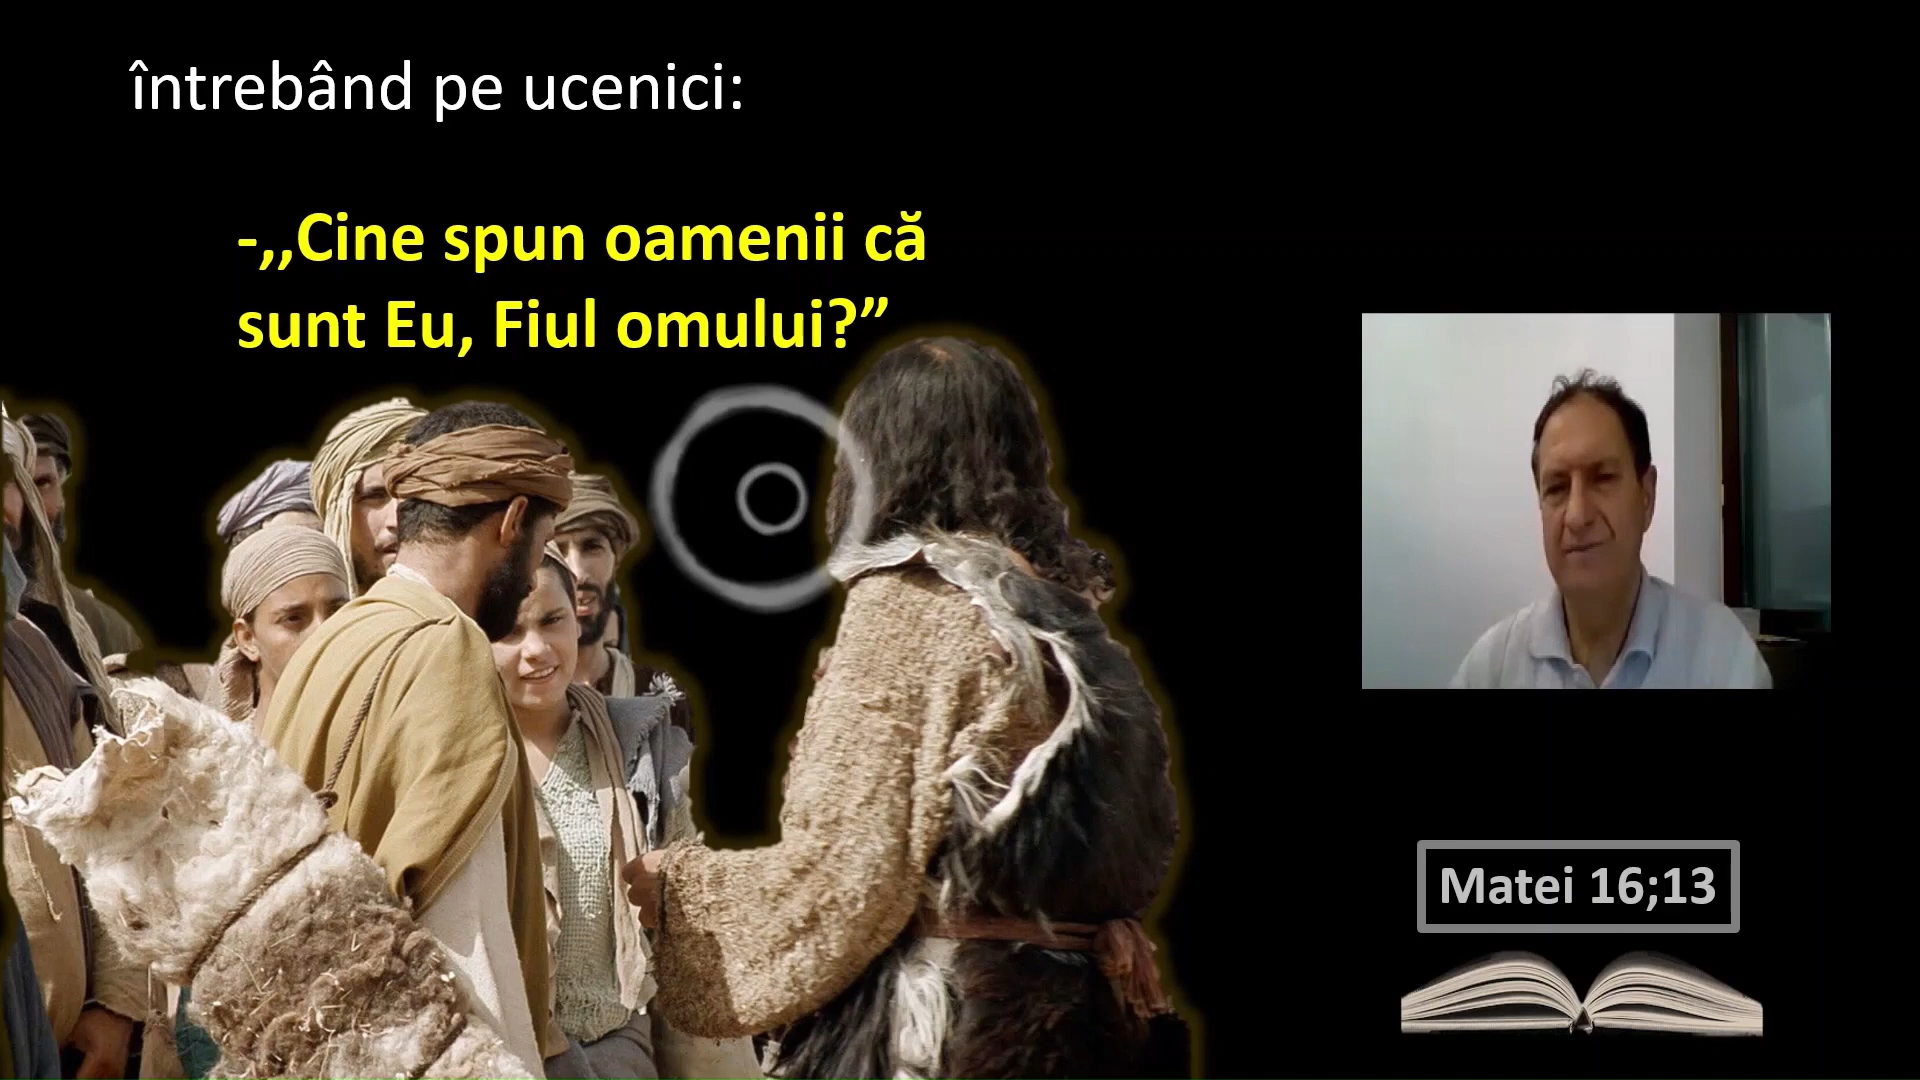 întrebând pe ucenici:
-,,Cine spun oamenii că
sunt Eu, Fiul omului?”
Matei 16;13